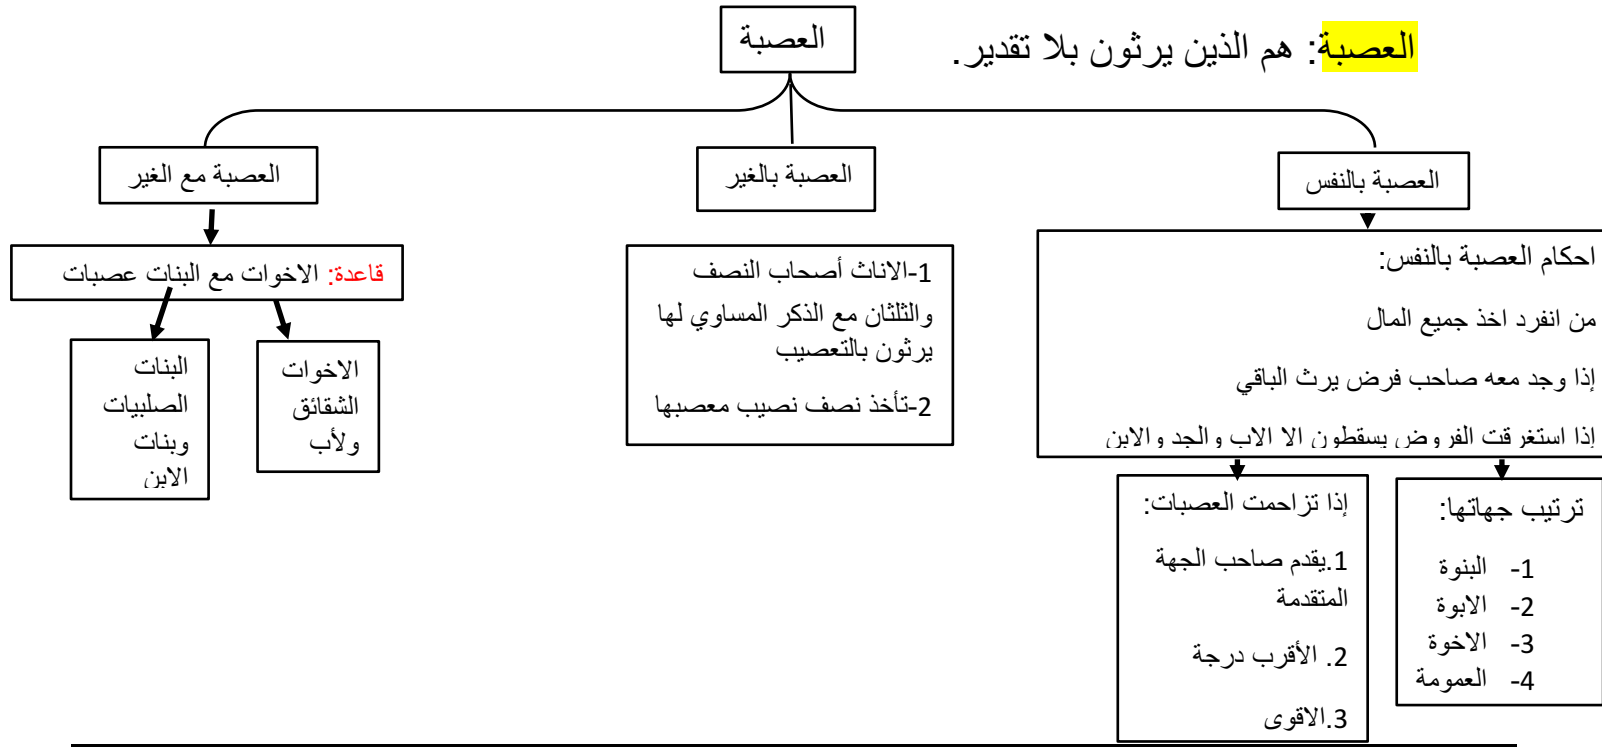 العصبة
العصبة: هم الذين يرثون بلا تقدير.
العصبة بالنفس
العصبة بالغير
العصبة مع الغير
احكام العصبة بالنفس:
من انفرد اخذ جميع المال
إذا وجد معه صاحب فرض يرث الباقي
إذا استغرقت الفروض يسقطون الا الاب والجد والابن
ترتيب جهاتها:
1- البنوة
2- الابوة
3- الاخوة
4- العمومة
إذا تزاحمت العصبات:
1.يقدم صاحب الجهة
المتقدمة
2. الأقرب درجة
3.الاقوى
1-الاناث أصحاب النصف
والثلثان مع الذكر المساوي لها
يرثون بالتعصيب
2-تأخذ نصف نصيب معصبها
قاعدة: الاخوات مع البنات عصبات
الاخوات
الشقائق
ولأب
البنات
الصلبيات
وبنات
الابن